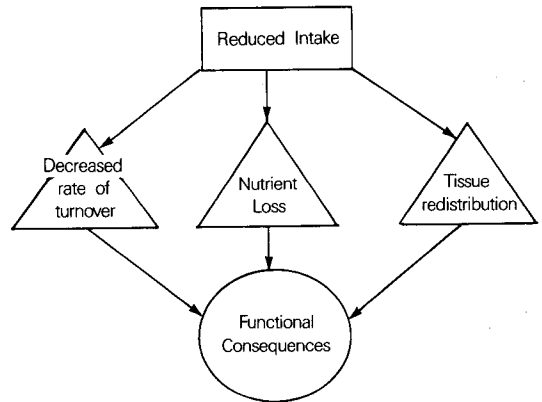 Reduced Intake
Decreased
rate of
turnover
Nutrient
Loss
Tissue
redistribution
Functional
Consequences